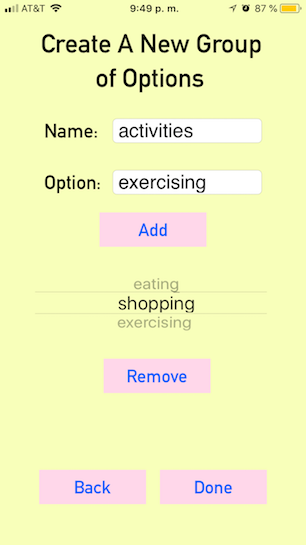 AT&T 9:49 p. m. 87 %
Create A New Group
of Options
Name: activities
Option: exercising
Add
eating
shopping
exercising
Remove
Back Done